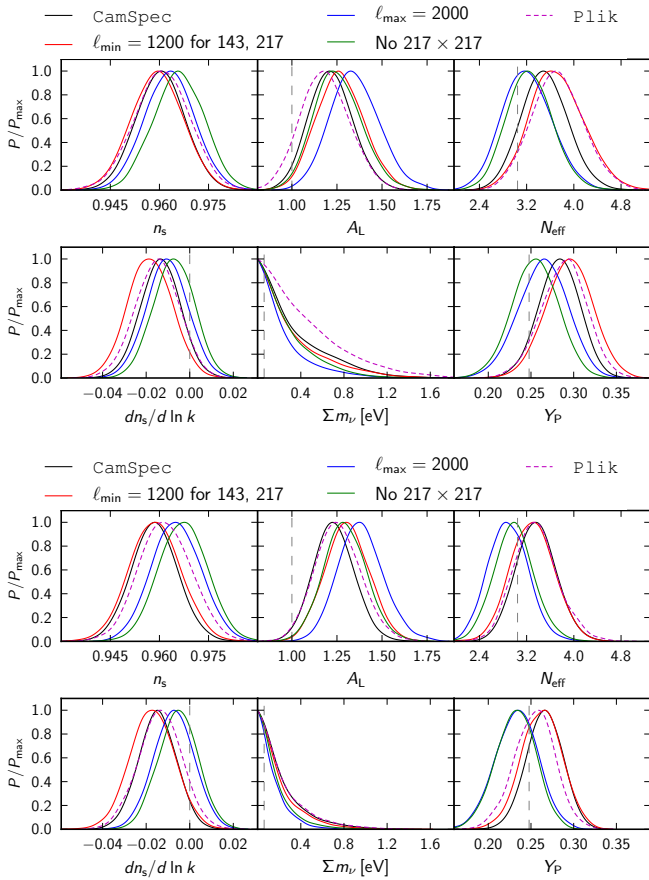 CamSpec ℓmax = 2000 Plik
ℓmin = 1200 for 143, 217 No 217 × 217
P/Pmax
1.0
0.8
0.6
0.4
0.2
0.0
0.945 0.960 0.975
1.00 1.25 1.50 1.75
2.4 3.2 4.0 4.8
ns AL Neff
P/Pmax
1.0
0.8
0.6
0.4
0.2
0.0
−0.04 −0.02 0.00 0.02
0.4 0.8 1.2 1.6
0.20 0.25 0.30 0.35
dns/d ln k Σmν [eV] YP
CamSpec ℓmax = 2000 Plik
ℓmin = 1200 for 143, 217 No 217 × 217
P/Pmax
1.0
0.8
0.6
0.4
0.2
0.0
0.945 0.960 0.975
1.00 1.25 1.50 1.75
2.4 3.2 4.0 4.8
ns AL Neff
P/Pmax
1.0
0.8
0.6
0.4
0.2
0.0
−0.04 −0.02 0.00 0.02
0.4 0.8 1.2 1.6
0.20 0.25 0.30 0.35
dns/d ln k Σmν [eV] YP